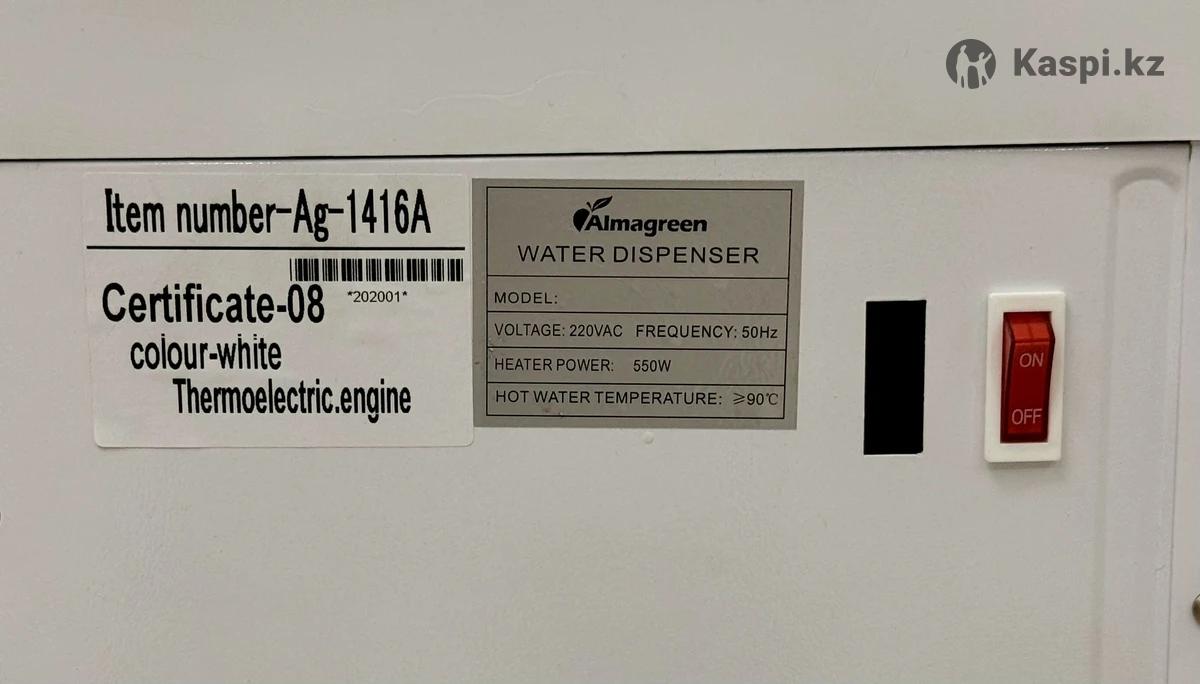 Kaspi.kz
Item number-Ag-1416A
*202001*
Certificate-08
colour-white
Thermoelectric.engine
Almagreen
WATER DISPENSER
MODEL:
VOLTAGE: 220VAC FREQUENCY: 50Hz
HEATER POWER: 550W
HOT WATER TEMPERATURE: ≥90℃
ON
OFF